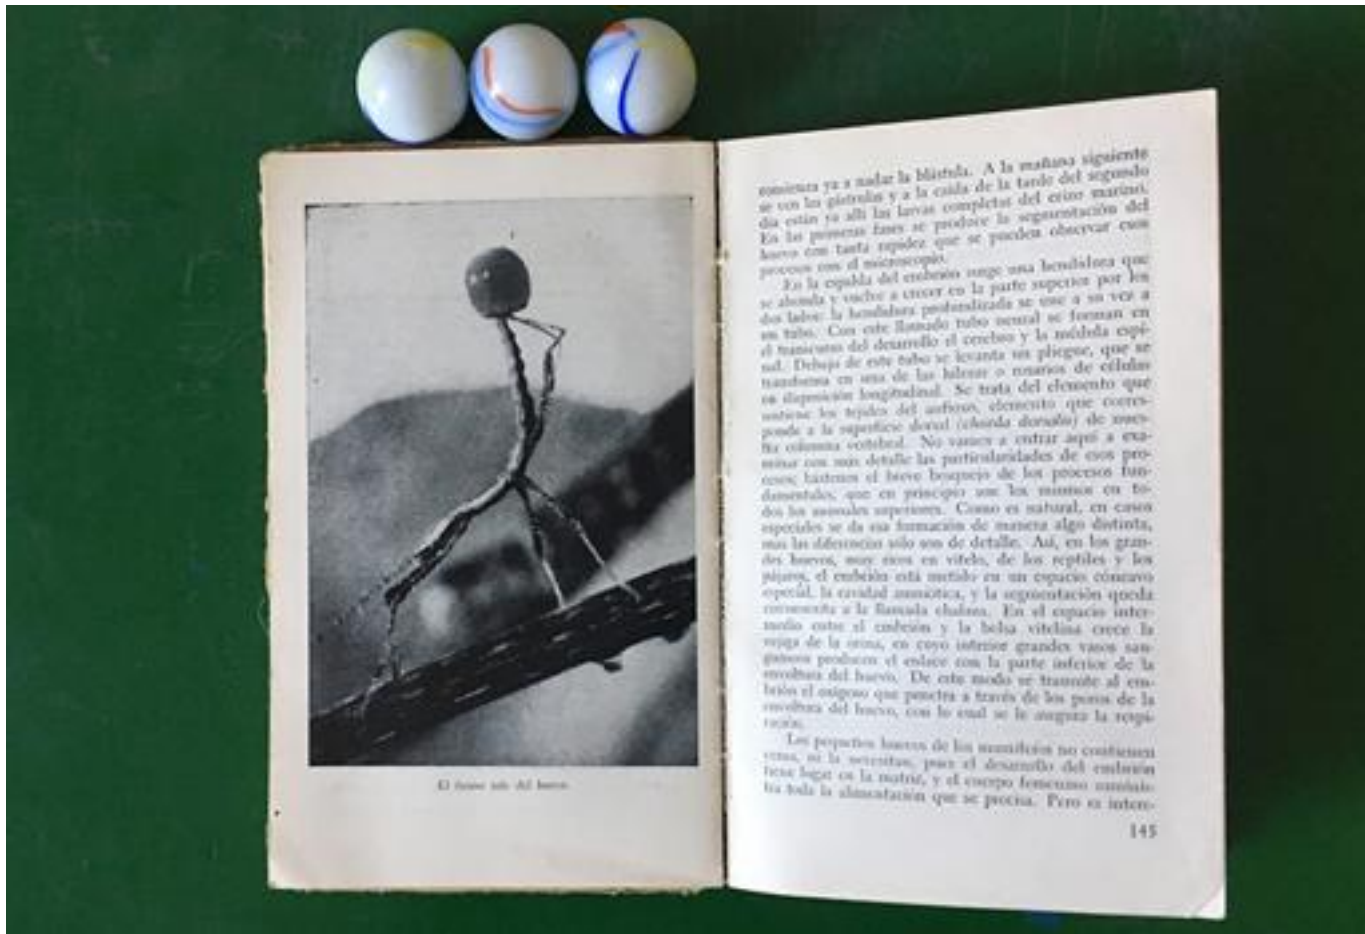 El       sale del huevo.
comienza ya a nadar la blástula. A la mañana siguiente
se ven las gástrulas y a la caída de la tarde del segundo
día están ya allí las larvas completas del erizo marino.
En las primeras fases se produce la segmentación del
huevo con tanta rapidez que se pueden observar esos
procesos con el microscopio.
En la espalda del embrión surge una hendidura que
se ahonda y vuelve a crecer en la parte superior por los
dos lados: la hendidura profundizada se une a su vez a
un tubo. Con este llamado tubo neural se forman en
el transcurso del desarrollo el cerebro y la médula espi-
nal. Debajo de este tubo se levanta un pliegue, que se
transforma en una de las hileras o rosarios de células
en disposición longitudinal. Se trata del elemento que
sostiene los tejidos del anfioxo, elemento que corres-
ponde a la superficie dorsal (chorda dorsalis) de nues-
tra columna vertebral. No vamos a entrar aquí a exa-
minar con más detalle las particularidades de esos pro-
cesos; bástenos el breve bosquejo de los procesos fun-
damentales, que en principio son los mismos en to-
dos los animales superiores. Como es natural, en casos
especiales se da esa formación de manera algo distinta,
mas las diferencias sólo son de detalle. Así, en los gran-
des huevos, muy ricos en vitelo, de los reptiles y los
pájaros, el embrión está metido en un espacio cóncavo
especial, la cavidad amniótica, y la segmentación queda
circunscrita a la llamada chalaza. En el espacio inter-
medio entre el embrión y la bolsa vitelina crece la
vejiga de la orina, en cuyo interior grandes vasos san-
guíneos producen el enlace con la parte inferior de la
envoltura del huevo. De este modo se transmite al em-
brión el oxígeno que penetra a través de los poros de la
envoltura del huevo, con lo cual se le asegura la respi-
ración.
Los pequeños huevos de los mamíferos no contienen
yema, ni la necesitan, pues el desarrollo del embrión
tiene lugar en la matriz, y el cuerpo femenino suminis-
tra toda la alimentación que se precisa. Pero es intere-
145